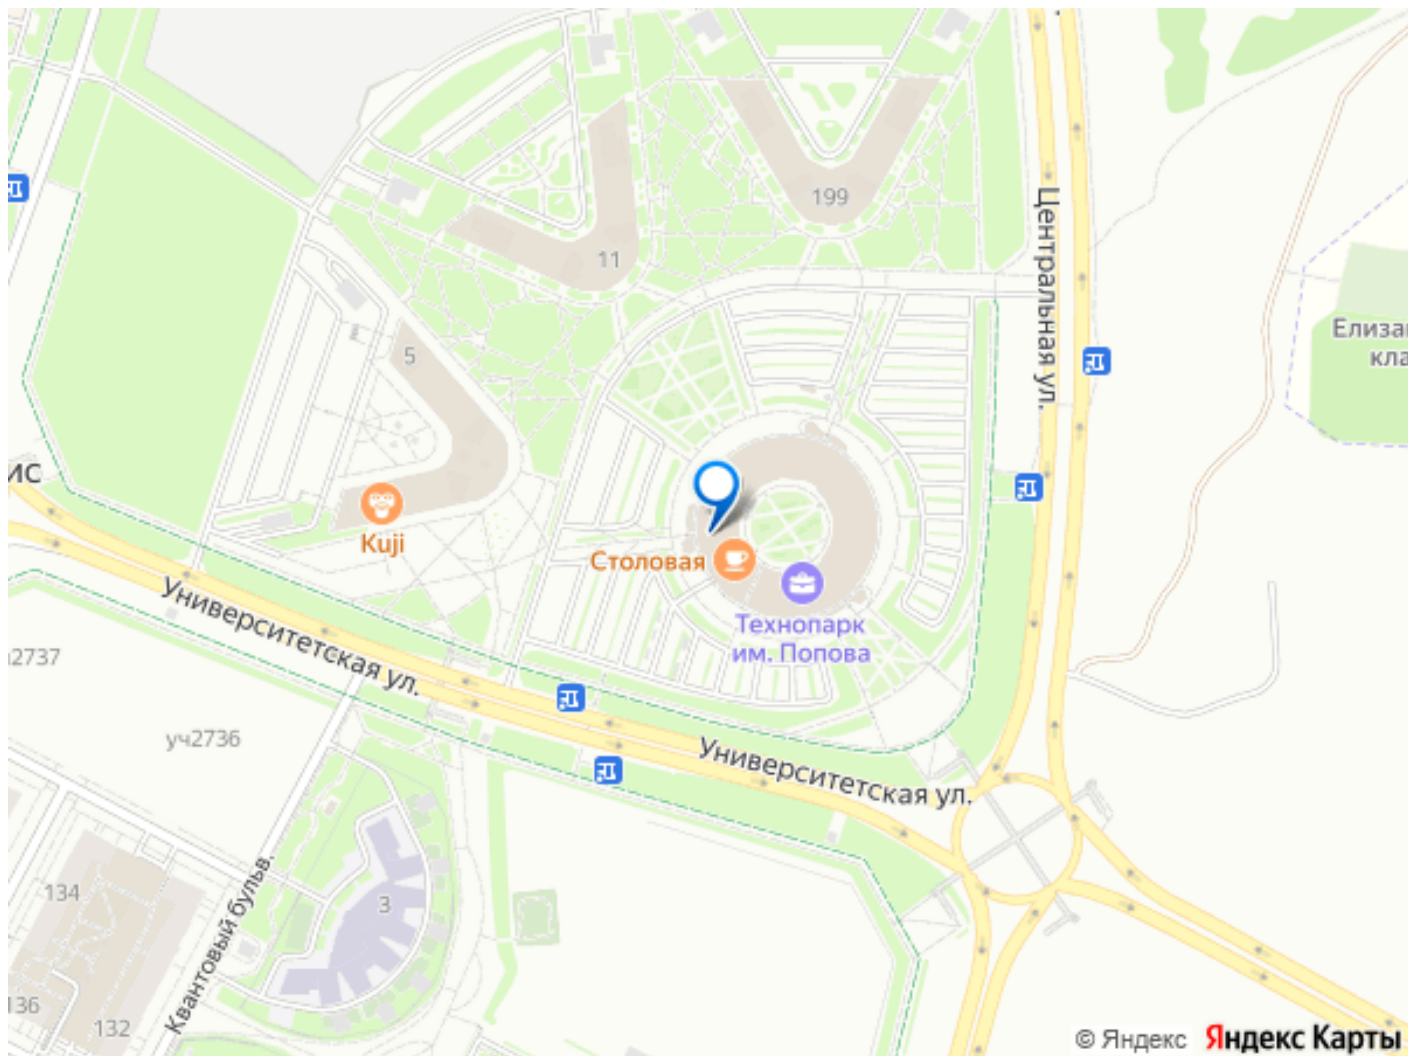 199
Центральная ул.
11
Елиза
кла
5
ис
Kuji
Столовая
Технопарк
им. Попова
Университетская ул.
2737
уч2736
Университетская ул.
134
3
Квантовый бульв.
136
132
© Яндекс Яндекс Карты